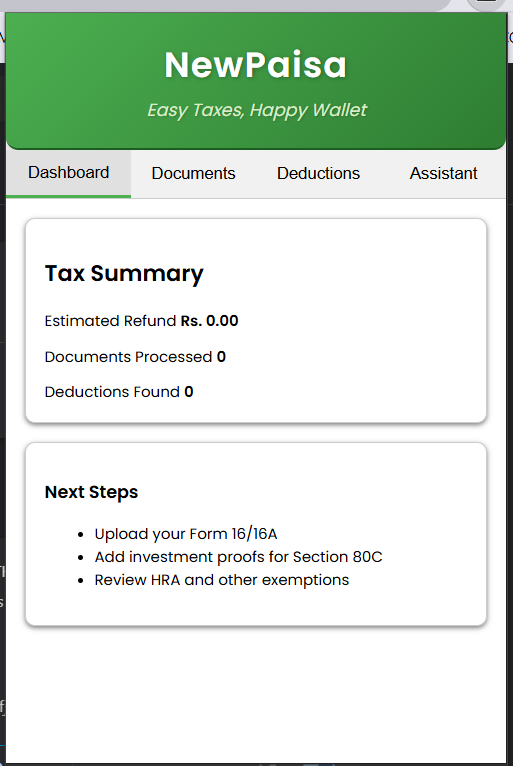 NewPaisa
Easy Taxes, Happy Wallet
Dashboard Documents Deductions Assistant
Tax Summary
Estimated Refund Rs. 0.00
Documents Processed 0
Deductions Found 0
Next Steps
• Upload your Form 16/16A
• Add investment proofs for Section 80C
• Review HRA and other exemptions